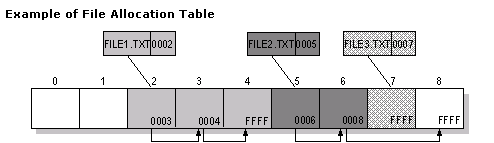 Example of File Allocation Table
FILE1.TXT 0002 FILE2.TXT 0005 FILE3.TXT 0007
0 1 2 3 4 5 6 7 8
0003 0004 FFFF 0006 0008 FFFF FFFF